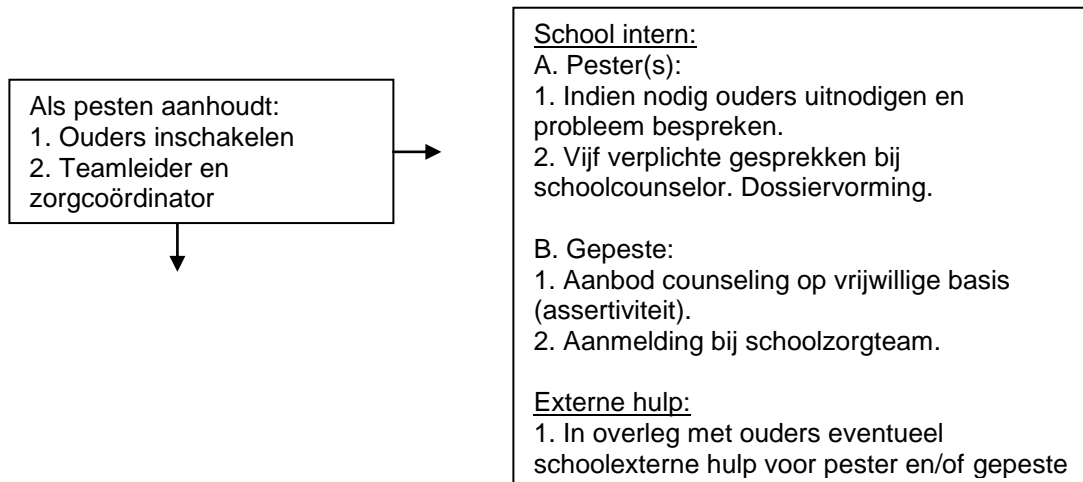 Als pesten aanhoudt:
1. Ouders inschakelen
2. Teamleider en
zorgcoördinator
School intern:
A. Pester(s):
1. Indien nodig ouders uitnodigen en
probleem bespreken.
2. Vijf verplichte gesprekken bij
schoolcounselor. Dossiervorming.
B. Gepeste:
1. Aanbod counseling op vrijwillige basis
(assertiviteit).
2. Aanmelding bij schoolzorgteam.
Externe hulp:
1. In overleg met ouders eventueel
schoolexterne hulp voor pester en/of gepeste